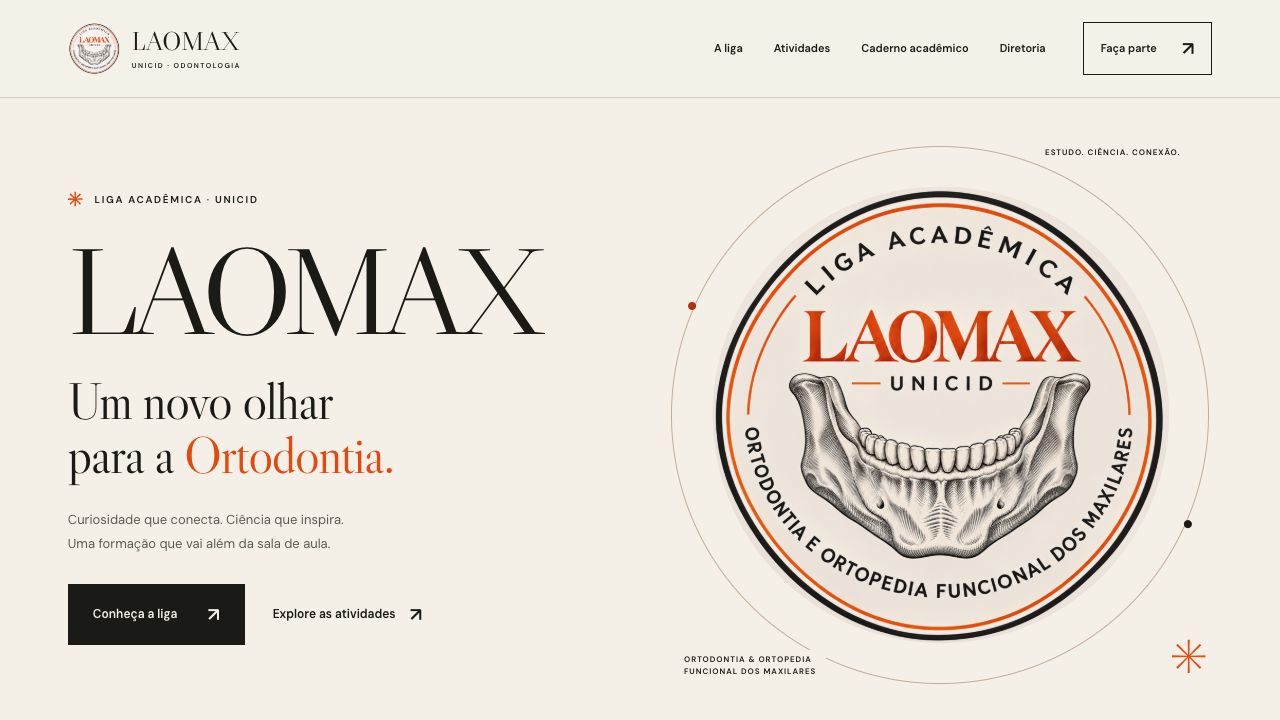 LAOMAX
UNICID · ODONTOLOGIA
A liga
Atividades
Caderno acadêmico
Diretoria
Faça parte
LIGA ACADÊMICA · UNICID
LAOMAX
Um novo olhar
para a Ortodontia.
Curiosidade que conecta. Ciência que inspira.
Uma formação que vai além da sala de aula.
Conheça a liga
Explore as atividades
ESTUDO. CIÊNCIA. CONEXÃO.
LIGA ACADÊMICA
LAOMAX
UNICID
ORTODONTIA E ORTOPEDIA FUNCIONAL DOS MAXILARES
ORTODONTIA & ORTOPEDIA
FUNCIONAL DOS MAXILARES